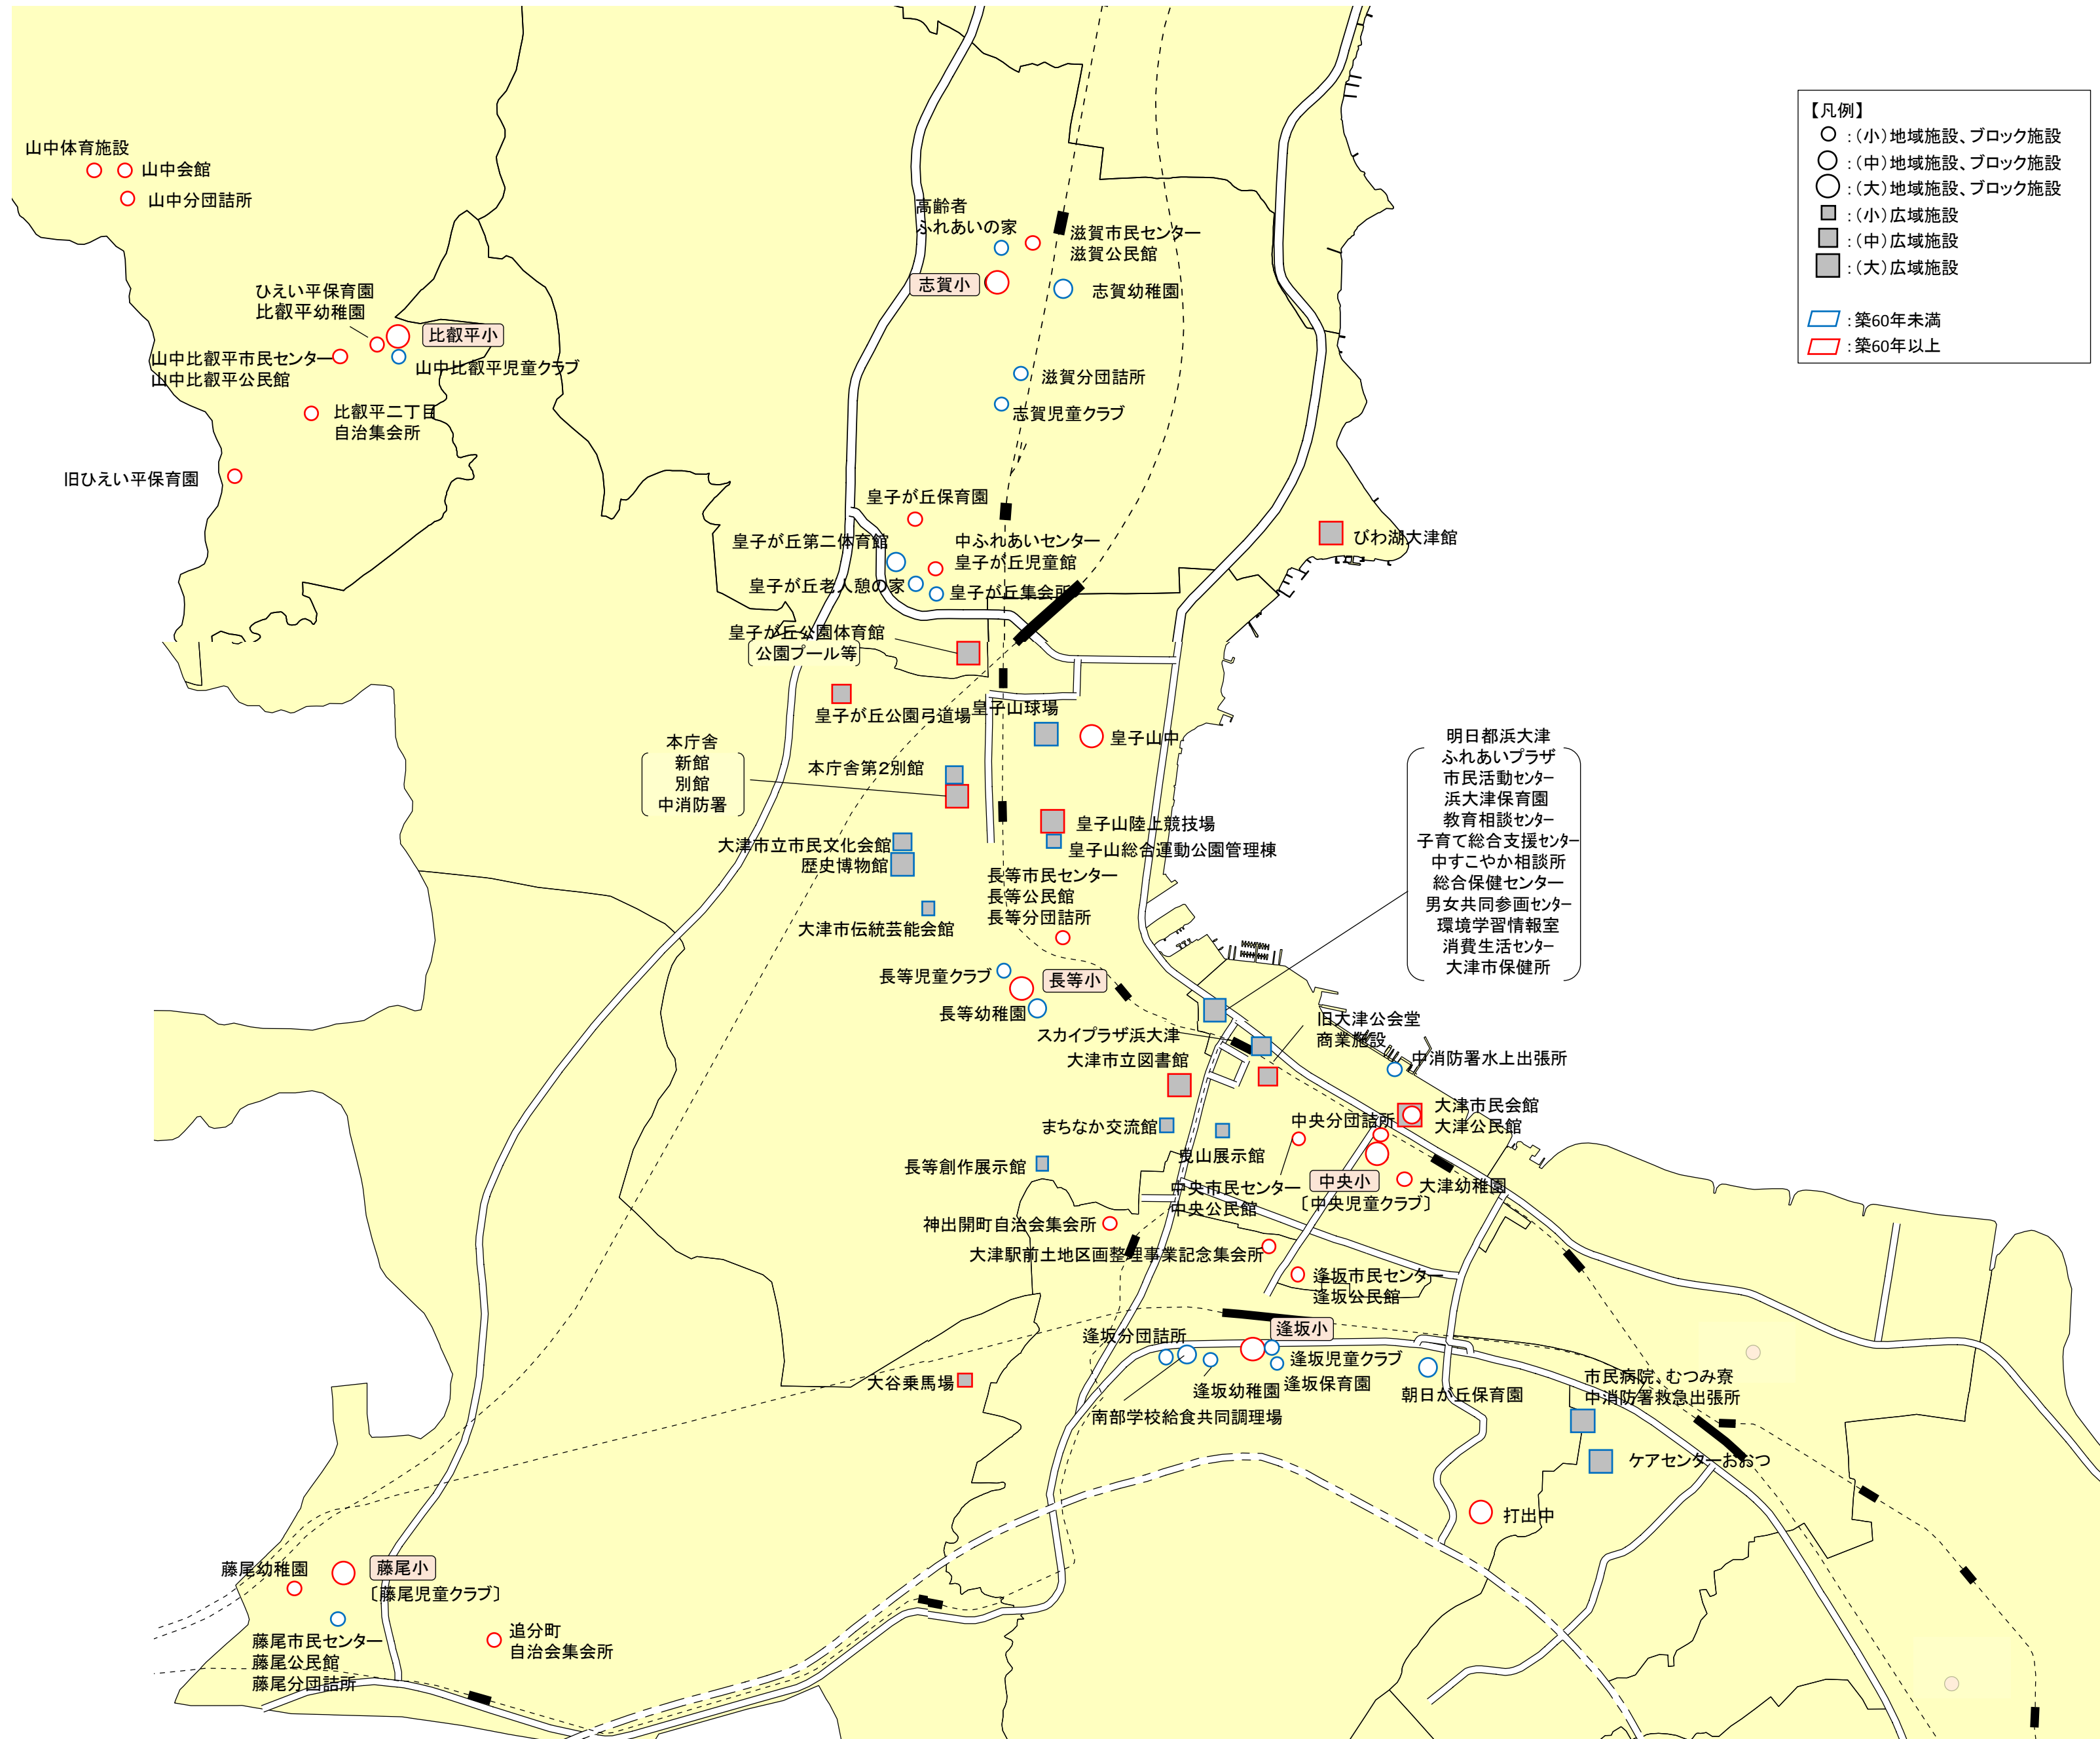 【凡例】
:(小)地域施設、ブロック施設
:(中)地域施設、ブロック施設
:(大)地域施設、ブロック施設
:(小)広域施設
:(中)広域施設
:(大)広域施設
:築60年未満
:築60年以上
山中体育施設
山中会館
山中分団詰所
高齢者
ふれあいの家
滋賀市民センター
滋賀公民館
志賀小
志賀幼稚園
ひえい平保育園
比叡平幼稚園
比叡平小
山中比叡平市民センター
山中比叡平公民館
山中比叡平児童クラブ
比叡平二丁目
自治集会所
旧ひえい平保育園
滋賀分団詰所
志賀児童クラブ
皇子が丘保育園
皇子が丘第二体育館
中ふれあいセンター
皇子が丘児童館
皇子が丘老人憩の家
皇子が丘集会所
びわ湖大津館
皇子が丘公園体育館
公園プール等
皇子が丘公園弓道場
皇子山球場
皇子山中
本庁舎
新館
別館
中消防署
本庁舎第2別館
明日都浜大津
ふれあいプラザ
市民活動センター
浜大津保育園
教育相談センター
子育て総合支援センター
中すこやか相談所
総合保健センター
男女共同参画センター
環境学習情報室
消費生活センター
大津市保健所
皇子山陸上競技場
皇子山総合運動公園管理棟
大津市立市民文化会館
歴史博物館
長等市民センター
長等公民館
長等分団詰所
大津市伝統芸能会館
長等児童クラブ
長等小
長等幼稚園
スカイプラザ浜大津
大津市立図書館
旧大津公会堂
商業施設
中消防署水上出張所
大津市民会館
大津公民館
まちなか交流館
曳山展示館
中央分団詰所
長等創作展示館
中央市民センター
中央公民館
中央小
〔中央児童クラブ〕
大津幼稚園
神出開町自治会集会所
大津駅前土地区画整理事業記念集会所
逢坂市民センター
逢坂公民館
逢坂分団詰所
逢坂小
逢坂児童クラブ
逢坂幼稚園
逢坂保育園
南部学校給食共同調理場
朝日が丘保育園
市民病院、むつみ寮
中消防署救急出張所
ケアセンターおおつ
大谷乗馬場
打出中
藤尾幼稚園
藤尾小
〔藤尾児童クラブ〕
藤尾市民センター
藤尾公民館
藤尾分団詰所
追分町
自治会集会所